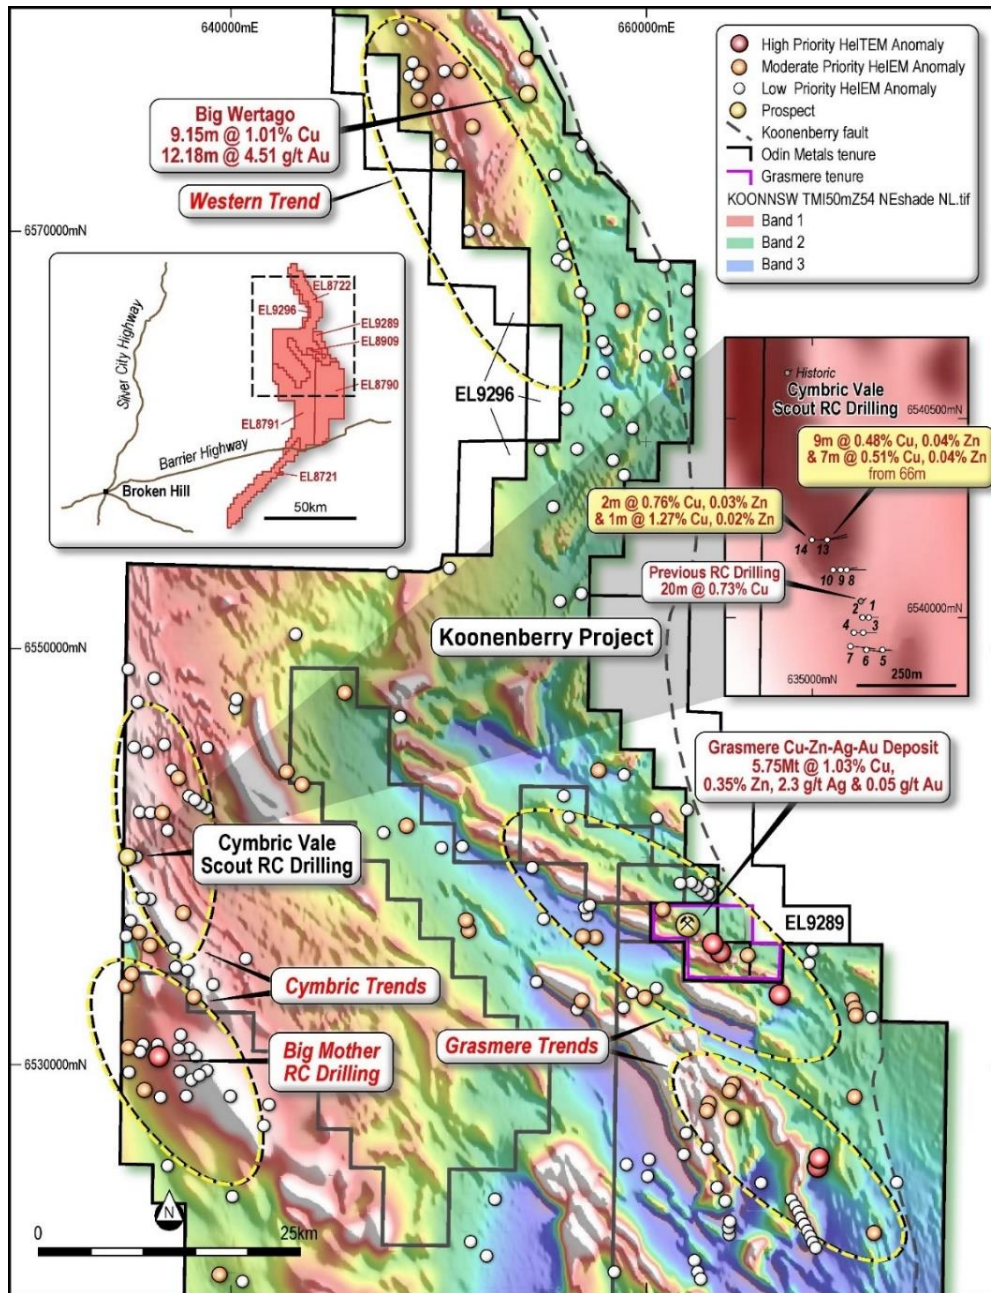 640000mE
660000mE
High Priority HelTEM Anomaly
Moderate Priority HelEM Anomaly
Low Priority HelEM Anomaly
Prospect
Koonenberry fault
Odin Metals tenure
Grasmere tenure
KOONNSW TMI50mZ54 NEshade NL.tif
Band 1
Band 2
Band 3
Big Wertago
9.15m @ 1.01% Cu
12.18m @ 4.51 g/t Au
Western Trend
6570000mN
Silver City Highway
EL8722
EL9296
EL9289
EL8909
EL8790
EL8791
Barrier Highway
EL8721
Broken Hill
50km
EL9296
Historic
Cymbric Vale
Scout RC Drilling
6540500mN
9m @ 0.48% Cu, 0.04% Zn
& 7m @ 0.51% Cu, 0.04% Zn
from 66m
2m @ 0.76% Cu, 0.03% Zn
& 1m @ 1.27% Cu, 0.02% Zn
14 13
10 9 8
Previous RC Drilling
20m @ 0.73% Cu
2 1
6540000mN
4 3
7 6 5
635000mN
250m
Koonenberry Project
6550000mN
Grasmere Cu-Zn-Ag-Au Deposit
5.75Mt @ 1.03% Cu,
0.35% Zn, 2.3 g/t Ag & 0.05 g/t Au
Cymbric Vale
Scout RC Drilling
EL9289
Cymbric Trends
Grasmere Trends
Big Mother
RC Drilling
6530000mN
N
0
25km